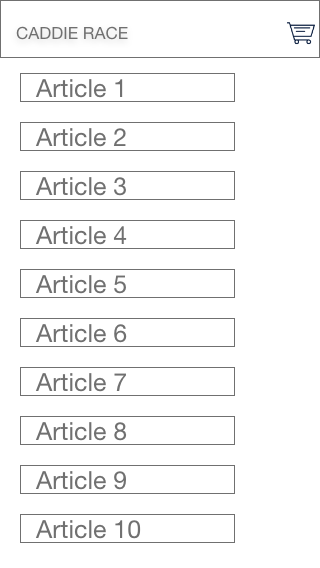 CADDIE RACE
Article 1
Article 2
Article 3
Article 4
Article 5
Article 6
Article 7
Article 8
Article 9
Article 10